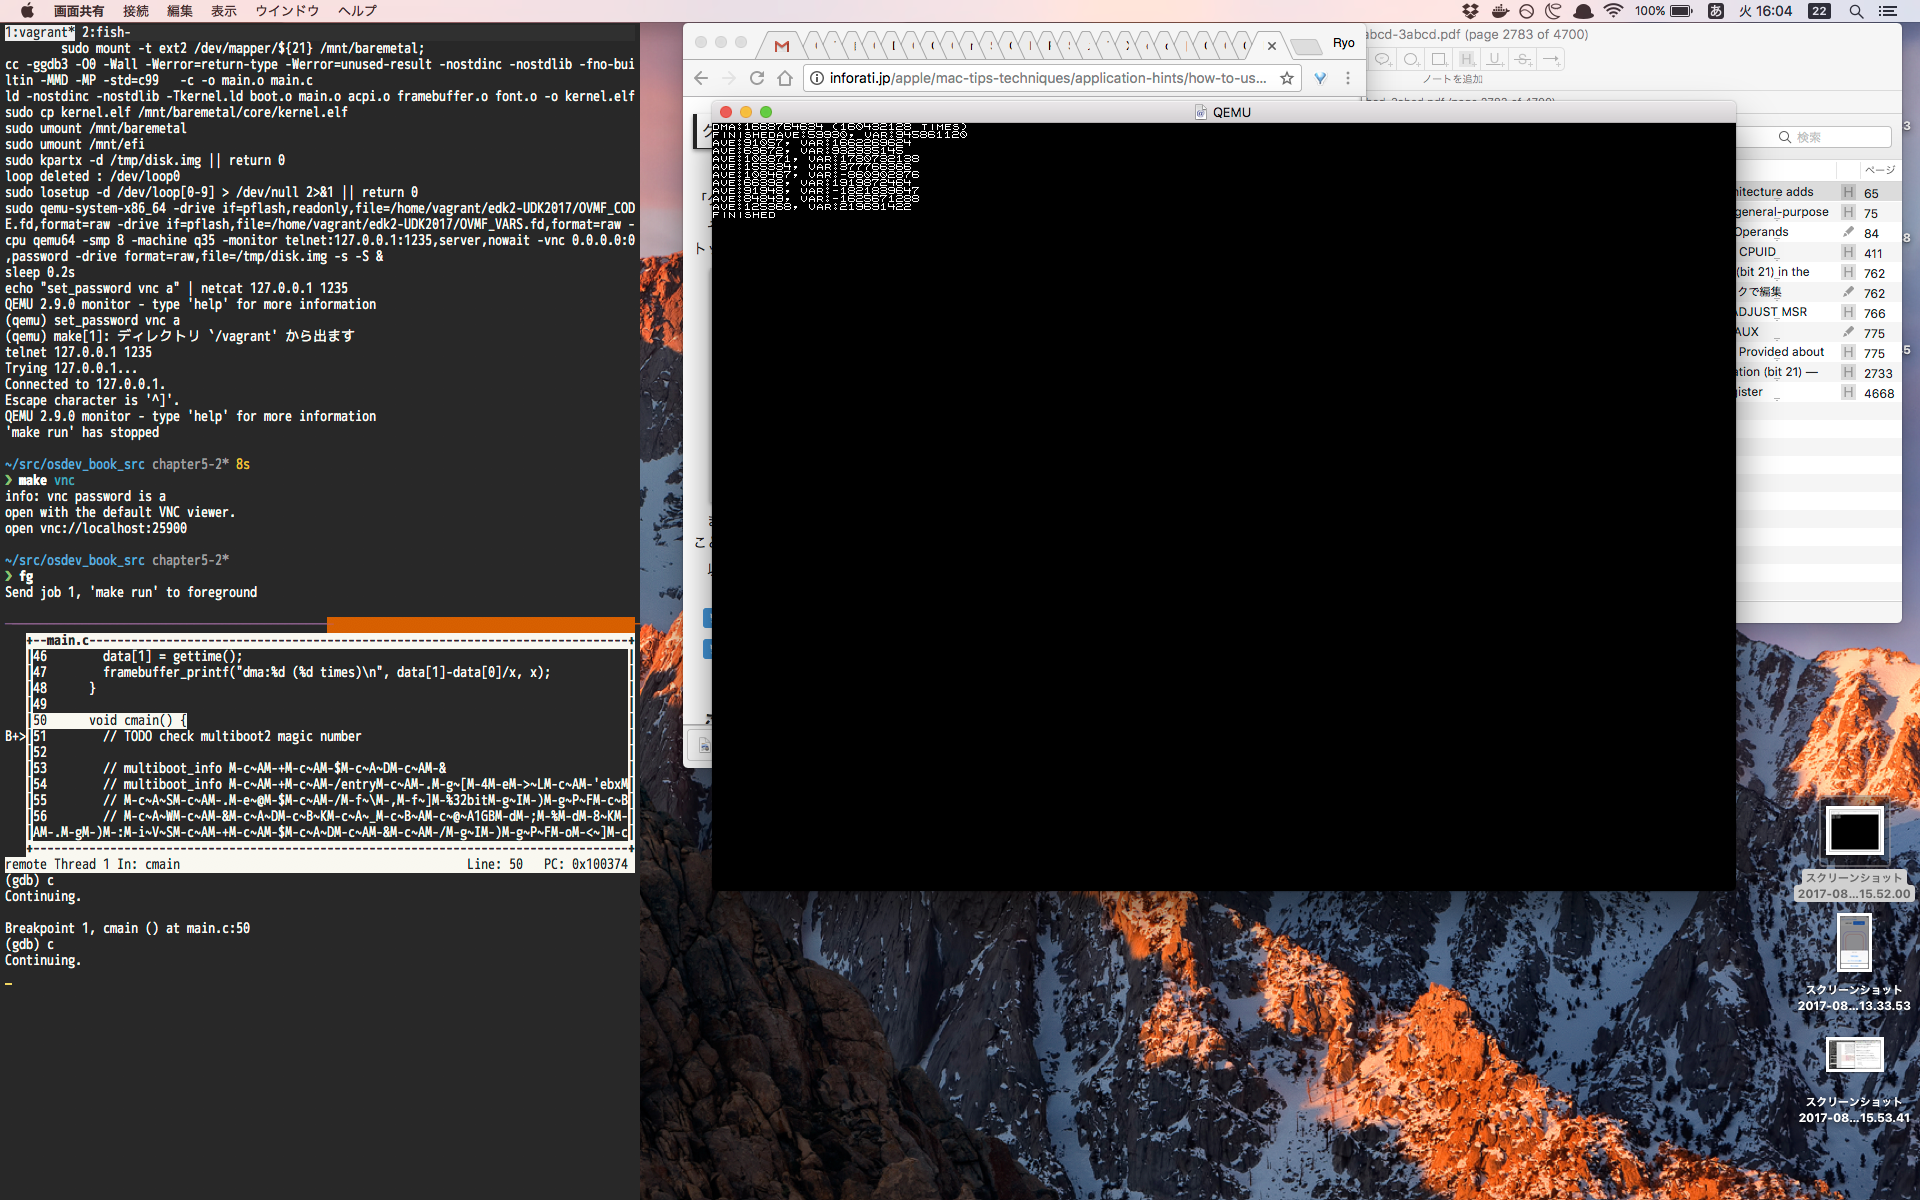 画面共有 接続 編集 表示 ウインドウ ヘルプ
100% あ 火 16:04 22
1:vagrant* 2:fish-
sudo mount -t ext2 /dev/mapper/${21} /mnt/baremetal;
cc -ggdb3 -O0 -Wall -Werror=return-type -Werror=unused-result -nostdinc -nostdlib -fno-bui
ltin -MMD -MP -std=c99   -c -o main.o main.c
ld -nostdinc -nostdlib -Tkernel.ld boot.o main.o acpi.o framebuffer.o font.o -o kernel.elf
sudo cp kernel.elf /mnt/baremetal/core/kernel.elf
sudo umount /mnt/baremetal
sudo umount /mnt/efi
sudo kpartx -d /tmp/disk.img || return 0
loop deleted : /dev/loop0
sudo losetup -d /dev/loop[0-9] > /dev/null 2>&1 || return 0
sudo qemu-system-x86_64 -drive if=pflash,readonly,file=/home/vagrant/edk2-UDK2017/OVMF_COD
E.fd,format=raw -drive if=pflash,file=/home/vagrant/edk2-UDK2017/OVMF_VARS.fd,format=raw -
cpu qemu64 -smp 8 -machine q35 -monitor telnet:127.0.0.1:1235,server,nowait -vnc 0.0.0.0:0
,password -drive format=raw,file=/tmp/disk.img -s -S &
sleep 0.2s
echo "set_password vnc a" | netcat 127.0.0.1 1235
QEMU 2.9.0 monitor - type 'help' for more information
(qemu) set_password vnc a
(qemu) make[1]: ディレクトリ `/vagrant' から出ます
telnet 127.0.0.1 1235
Trying 127.0.0.1...
Connected to 127.0.0.1.
Escape character is '^]'.
QEMU 2.9.0 monitor - type 'help' for more information
'make run' has stopped
~/src/osdev_book_src chapter5-2* 8s
❯ make vnc
info: vnc password is a
open with the default VNC viewer.
open vnc://localhost:25900
~/src/osdev_book_src chapter5-2*
❯ fg
Send job 1, 'make run' to foreground
+--main.c--
46 data[1] = gettime();
47 framebuffer_printf("dma:%d (%d times)\n", data[1]-data[0]/x, x);
48 }
49
50 void cmain() {
B+>51 // TODO check multiboot2 magic number
52
53 // multiboot_info M-c~AM-+M-c~AM-$M-c~A~DM-c~AM-&
54 // multiboot_info M-c~AM-+M-c~AM-/entryM-c~AM-.M-g~[M-4M-eM->~LM-c~AM-'ebxM
55 // M-c~A~SM-c~AM-.M-e~@M-$M-c~AM-/M-f~\M-,M-f~]M-%32bitM-g~IM-)M-g~P~FM-c~B
56 // M-c~A~WM-c~AM-&M-c~A~DM-c~B~KM-c~A~_M-c~B~AM-c~@~A1GBM-dM-;M-%M-dM-8~KM-
AM-.M-gM-)M-:M-i~V~SM-c~AM-+M-c~AM-$M-c~A~DM-c~AM-&M-c~AM-/M-g~IM-)M-g~P~FM-oM-<~]M-c
remote Thread 1 In: cmain Line: 50 PC: 0x100374
(gdb) c
Continuing.
Breakpoint 1, cmain () at main.c:50
(gdb) c
Continuing.
Ryo
inforati.jp/apple/mac-tips-techniques/application-hints/how-to-us...
QEMU
DMA:1668764634 (160432128 TIMES)
FINISHEDAVE:59930, VAR:945861120
FINISHED
abcd-3abcd.pdf (page 2783 of 4700)
ノートを追加
検索
ページ
hitecture adds H 65
general-purpose H 75
Operands 84
CPUID H 411
(bit 21) in the H 762
クで編集 762
ADJUST MSR H 766
AUX 775
Provided about H 775
ation (bit 21) — H 2733
gister H 4668
スクリーンショット
2017-08...15.52.00
スクリーンショット
2017-08...13.33.53
スクリーンショット
2017-08...15.53.41